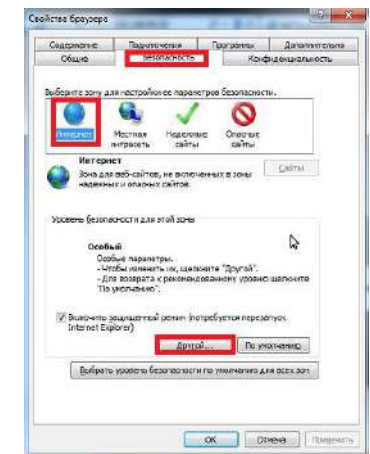 Свойства браузера
Содержание Подключения Программы Дополнительно
Общие Безопасность Конфиденциальность
Выберите зону для настройки ее параметров безопасности.
Интернет Местная интрасеть Надежные сайты Опасные сайты
Интернет
Зона для веб-сайтов, не включенных в зоны
надежных и опасных сайтов.
Сайты
Уровень безопасности для этой зоны
Особый
Особые параметры.
- Чтобы изменить их, щелкните "Другой".
- Для возврата к рекомендованному уровню щелкните
"По умолчанию".
Включить защищенный режим (потребуется перезапуск
Internet Explorer)
Другой... По умолчанию
Выбрать уровень безопасности по умолчанию для всех зон
ОК Отмена Применить